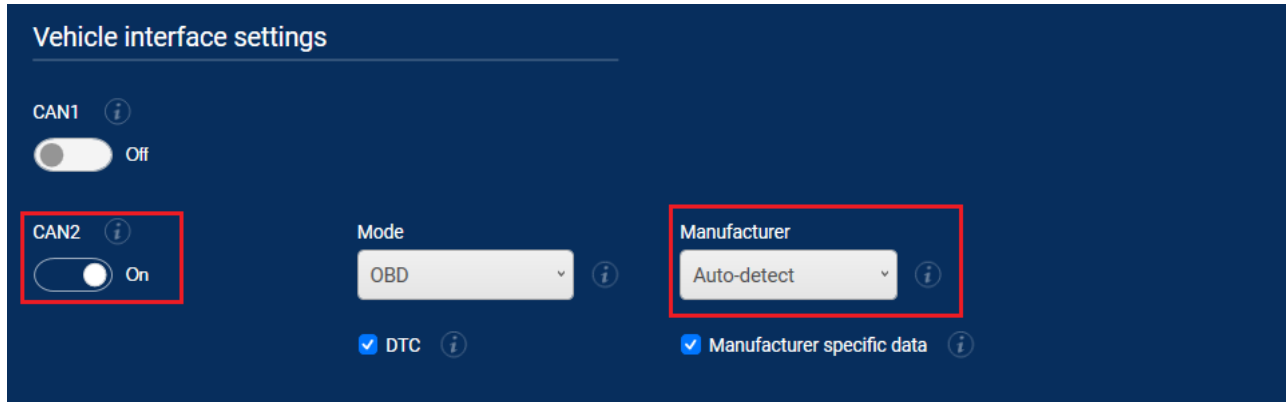 Vehicle interface settings
CAN1
Off
CAN2
On
Mode
OBD
Manufacturer
Auto-detect
DTC
Manufacturer specific data